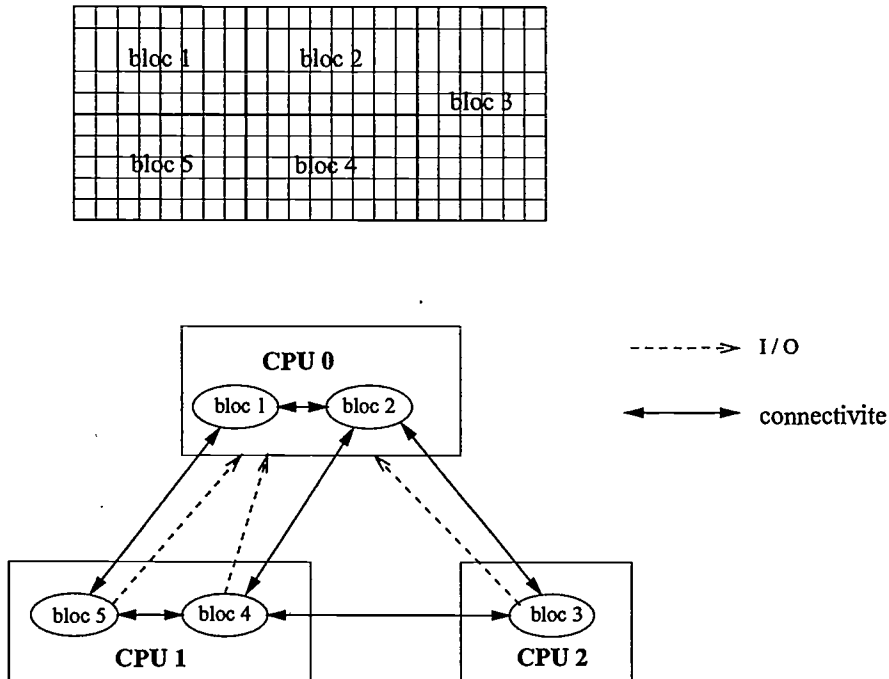 bloc 1 bloc 2
bloc 3
bloc 5 bloc 4
CPU 0
I / O
bloc 1 bloc 2
connectivite
bloc 5 bloc 4 bloc 3
CPU 1 CPU 2